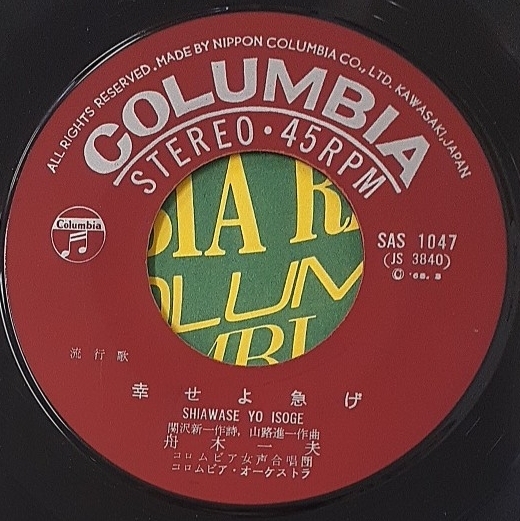 ALL RIGHTS RESERVED. MADE BY NIPPON COLUMBIA CO., LTD. KAWASAKI, JAPAN
COLUMBIA
STEREO・45RPM
Columbia
SAS 1047
(JS 3840)
流行歌
幸せよ急げ
SHIAWASE YO ISOGE
関沢新一作詩, 山路進一作曲
舟木一夫
コロムビア女声合唱団
コロムビア・オーケストラ